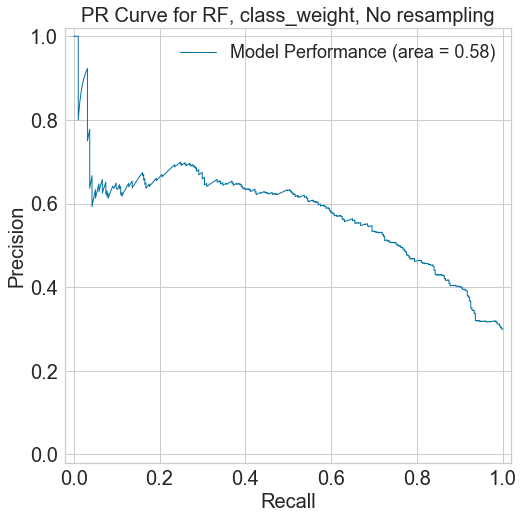 PR Curve for RF, class_weight, No resampling
Model Performance (area = 0.58)
1.0
0.8
0.6
0.4
0.2
0.0
Precision
0.0 0.2 0.4 0.6 0.8 1.0
Recall